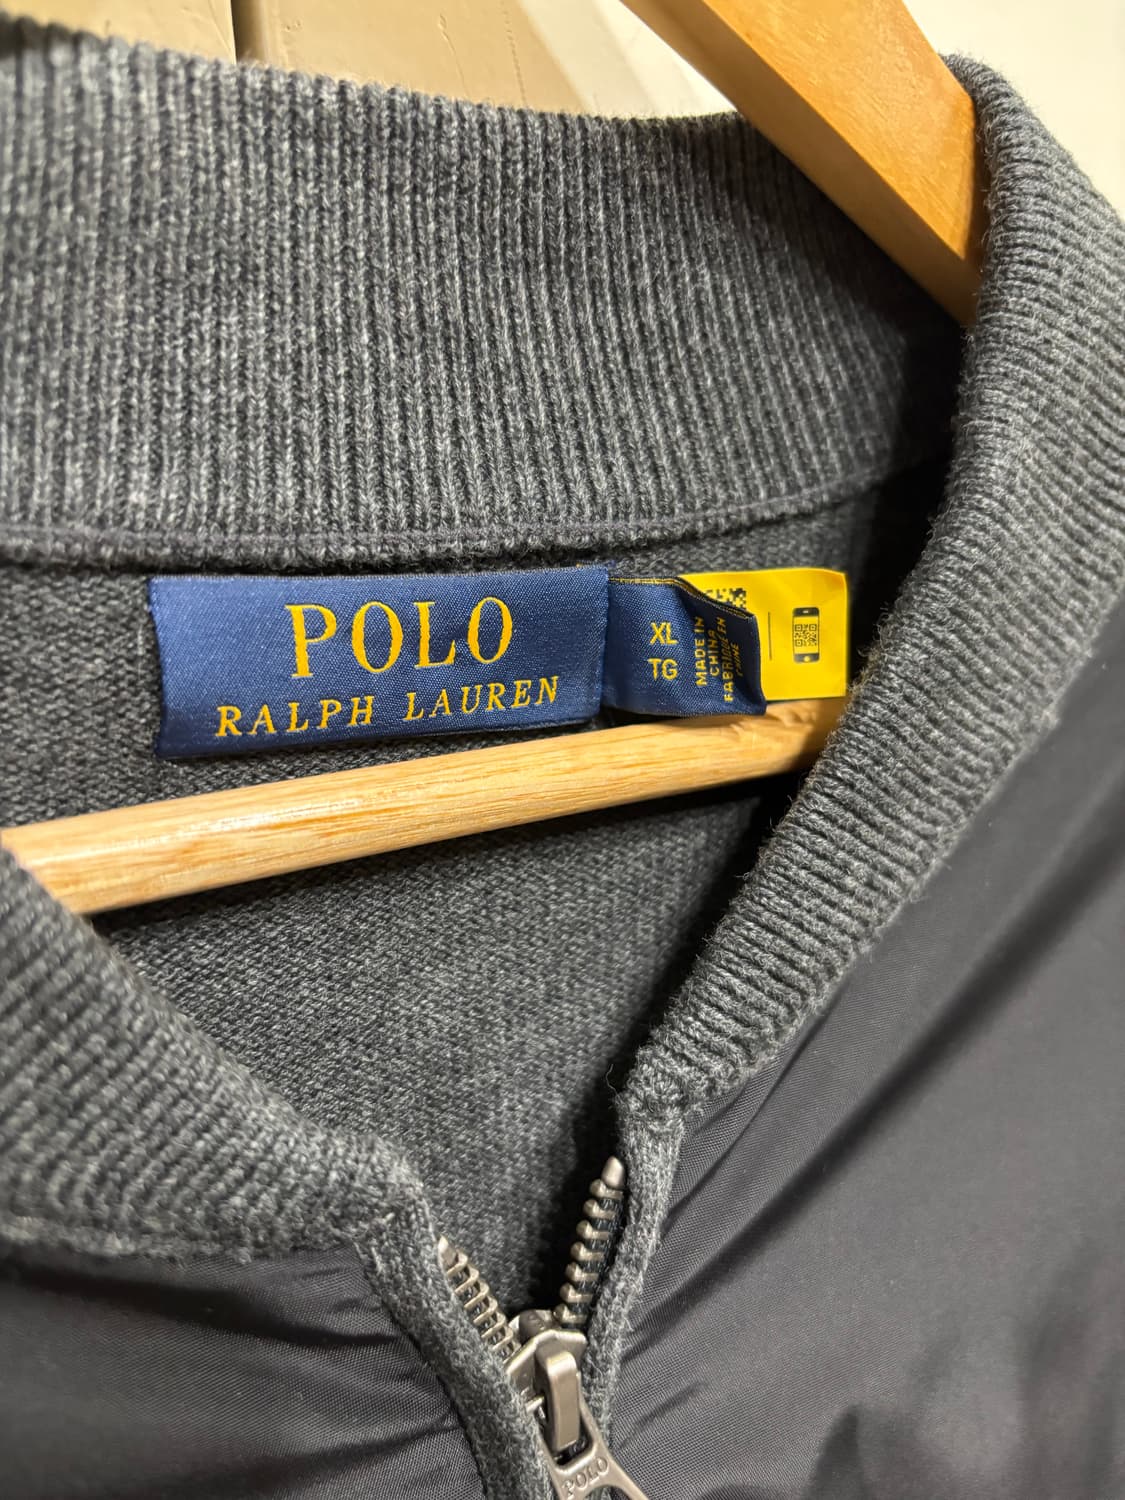 POLO
RALPH LAUREN
XL
TG
MADE IN
CHINA
FABRIQUÉ EN
CHINE
POLO